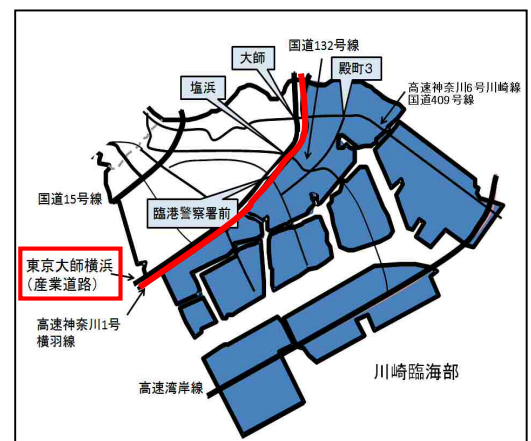 大師
国道132号線
殿町3
塩浜
高速神奈川6号川崎線
国道409号線
国道15号線
臨港警察署前
東京大師横浜
(産業道路)
高速神奈川1号
横羽線
川崎臨海部
高速湾岸線